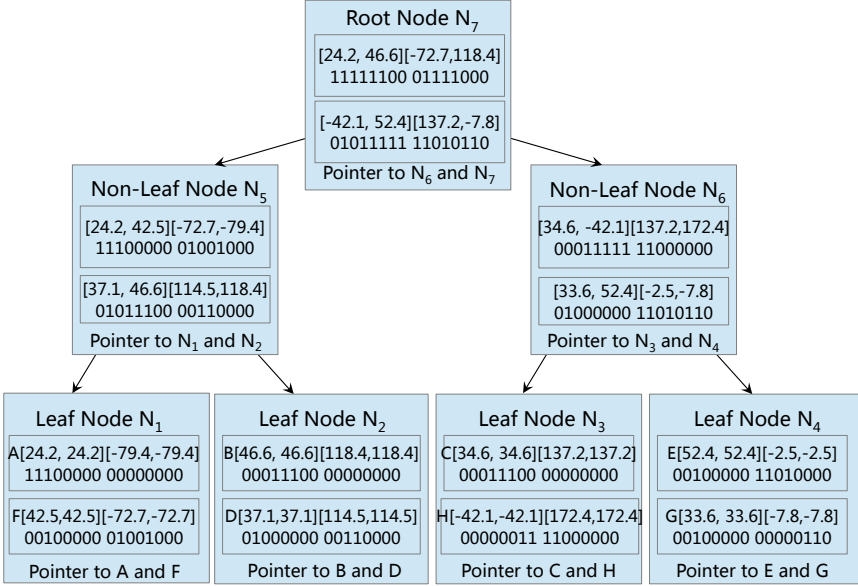 Root Node N7
[24.2, 46.6][-72.7,118.4]
11111100 01111000
[-42.1, 52.4][137.2,-7.8]
01011111 11010110
Pointer to N6 and N7
Non-Leaf Node N5
[24.2, 42.5][-72.7,-79.4]
11100000 01001000
[37.1, 46.6][114.5,118.4]
01011100 00110000
Pointer to N1 and N2
Non-Leaf Node N6
[34.6, -42.1][137.2,172.4]
00011111 11000000
[33.6, 52.4][-2.5,-7.8]
01000000 11010110
Pointer to N3 and N4
Leaf Node N1
A[24.2, 24.2][-79.4,-79.4]
11100000 00000000
F[42.5,42.5][-72.7,-72.7]
00100000 01001000
Pointer to A and F
Leaf Node N2
B[46.6, 46.6][118.4,118.4]
00011100 00000000
D[37.1,37.1][114.5,114.5]
01000000 00110000
Pointer to B and D
Leaf Node N3
C[34.6, 34.6][137.2,137.2]
00011100 00000000
H[-42.1,-42.1][172.4,172.4]
00000011 11000000
Pointer to C and H
Leaf Node N4
E[52.4, 52.4][-2.5,-2.5]
00100000 11010000
G[33.6, 33.6][-7.8,-7.8]
00100000 00000110
Pointer to E and G